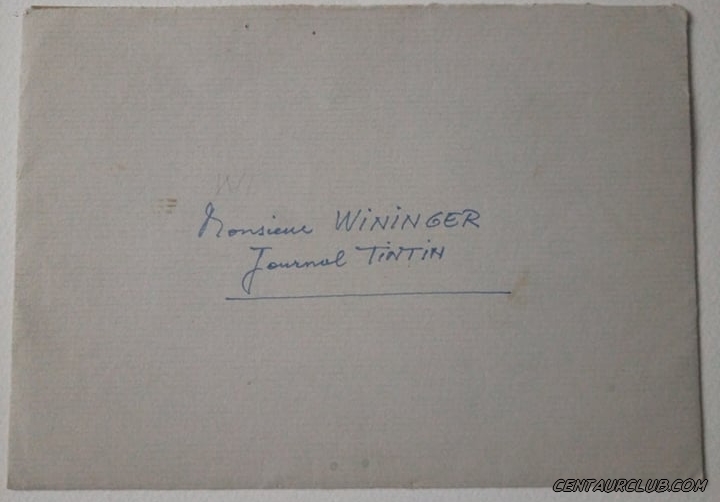 Monsieur WiNiNGER
Journal TiNTiN
CENTAURCLUB.COM